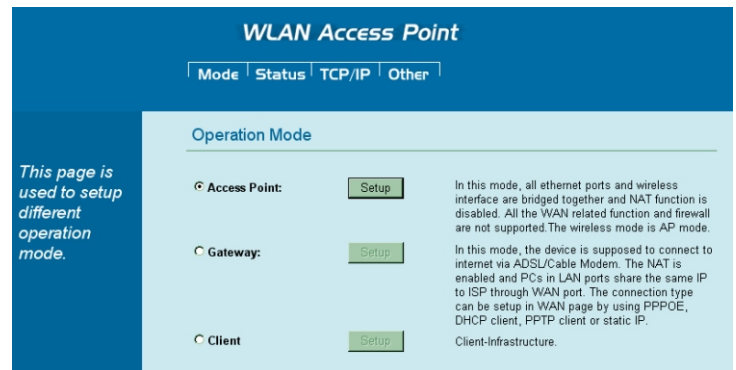 WLAN Access Point
Mode Status TCP/IP Other
Operation Mode
This page is
used to setup
different
operation
mode.
Access Point: Setup
In this mode, all ethernet ports and wireless
interface are bridged together and NAT function is
disabled. All the WAN related function and firewall
are not supported.The wireless mode is AP mode.
Gateway: Setup
In this mode, the device is supposed to connect to
internet via ADSL/Cable Modem. The NAT is
enabled and PCs in LAN ports share the same IP
to ISP through WAN port. The connection type
can be setup in WAN page by using PPPOE,
DHCP client, PPTP client or static IP.
Client Setup
Client-Infrastructure.